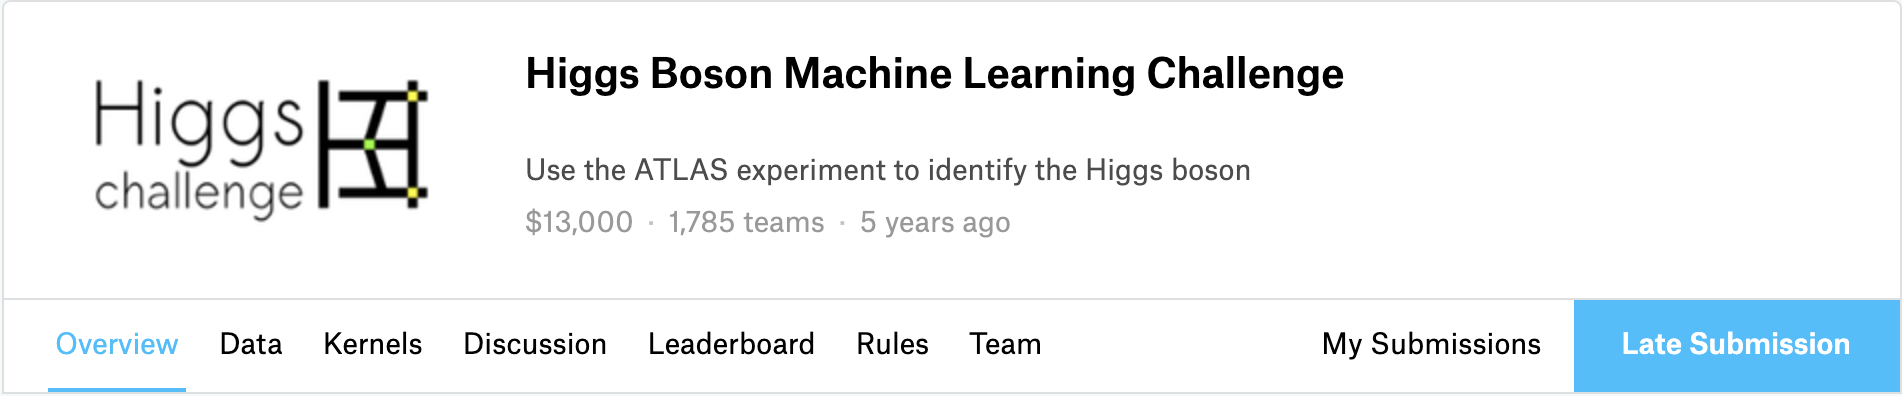 Higgs
challenge
Higgs Boson Machine Learning Challenge
Use the ATLAS experiment to identify the Higgs boson
$13,000 · 1,785 teams · 5 years ago
Overview Data Kernels Discussion Leaderboard Rules Team My Submissions Late Submission